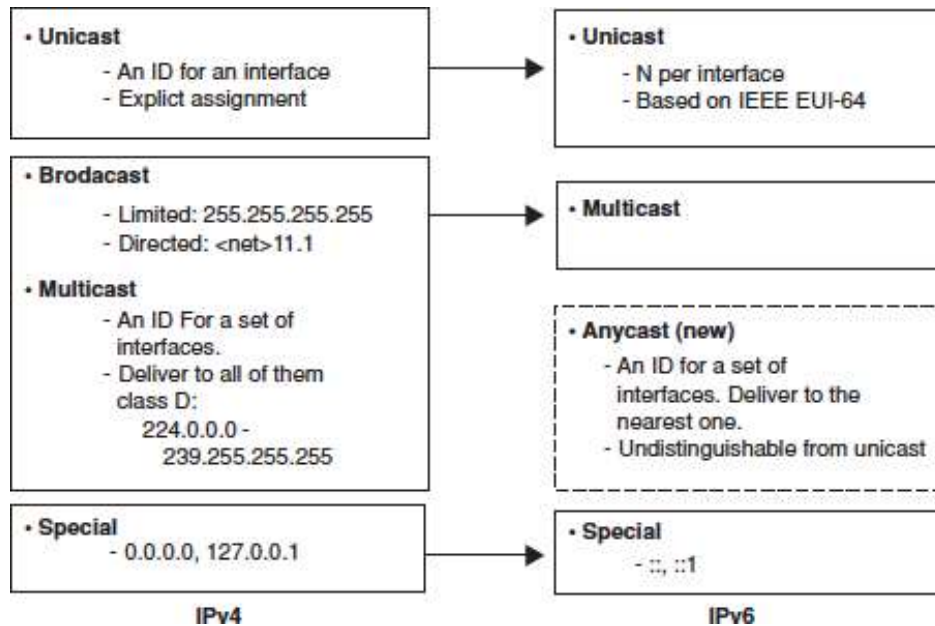 • Unicast
- An ID for an interface
- Explict assignment
• Brodacast
- Limited: 255.255.255.255
- Directed: <net>11.1
• Multicast
- An ID For a set of
interfaces.
- Deliver to all of them
class D:
224.0.0.0 -
239.255.255.255
• Special
- 0.0.0.0, 127.0.0.1
IPv4
• Unicast
- N per interface
- Based on IEEE EUI-64
• Multicast
• Anycast (new)
- An ID for a set of
interfaces. Deliver to the
nearest one.
- Undistinguishable from unicast
• Special
- ::, ::1
IPv6